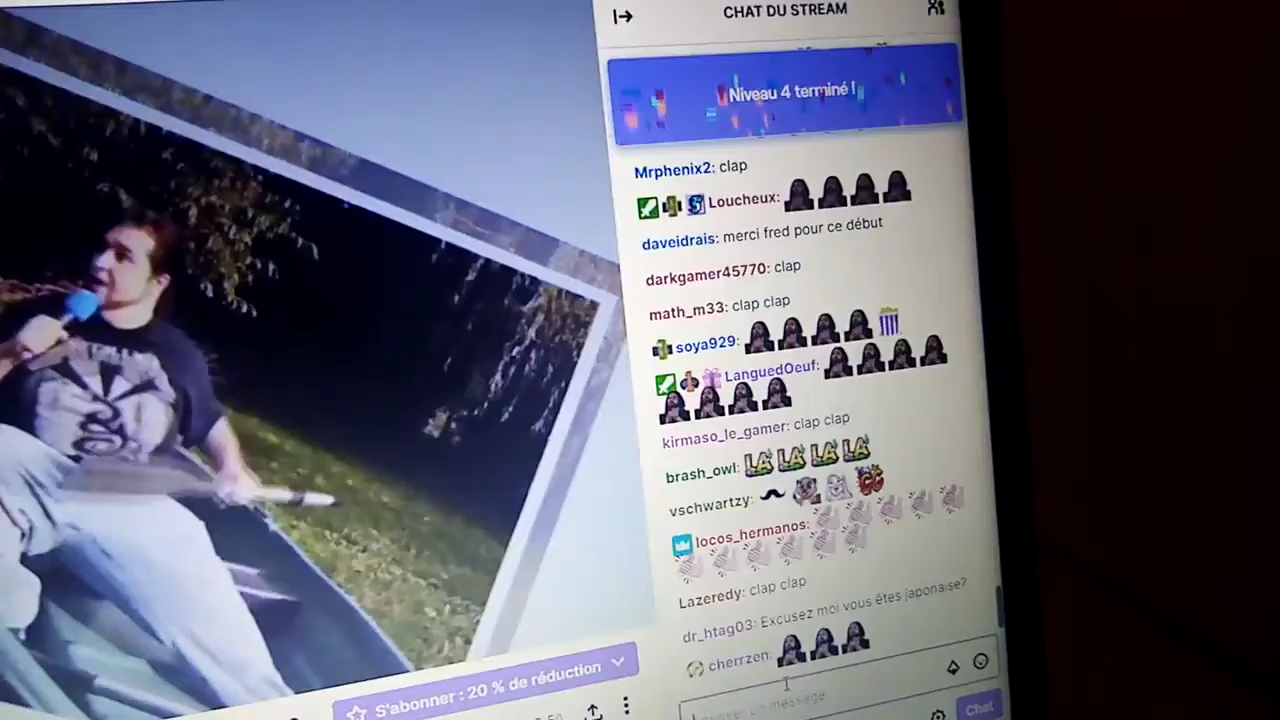 CHAT DU STREAM
Niveau 4 terminé !
Mrphenix2: clap
Loucheux:
daveidrais: merci fred pour ce début
darkgamer45770: clap
math_m33: clap clap
soya929:
LanguedOeuf:
kirmaso_le_gamer: clap clap
brash_owl: LA LA LA LA
vschwartzy: GG
locos_hermanos:
Lazeredy: clap clap
dr_htag03: Excusez moi vous êtes japonaise?
cherrzen:
S'abonner : 20 % de réduction
message
Chat